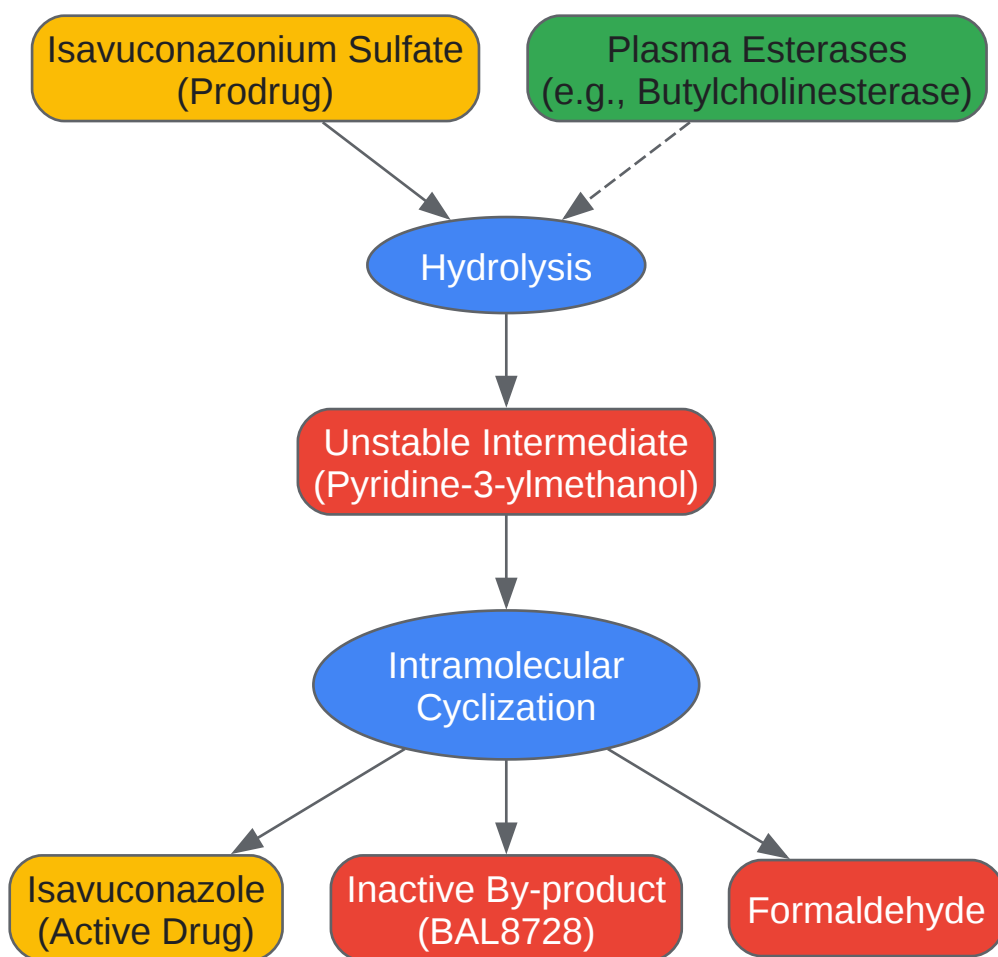 Isavuconazonium Sulfate
(Prodrug)
Plasma Esterases
(e.g., Butylcholinesterase)
Hydrolysis
Unstable Intermediate
(Pyridine-3-ylmethanol)
Intramolecular
Cyclization
Isavuconazole
(Active Drug)
Inactive By-product
(BAL8728)
Formaldehyde